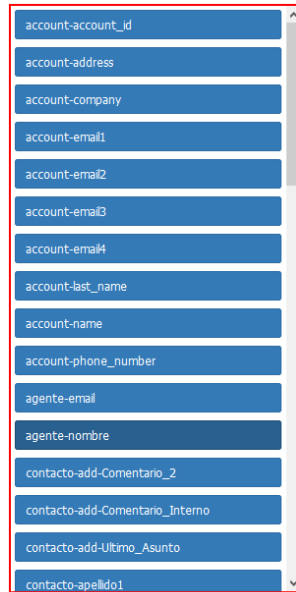 account-account_id
account-address
account-company
account-email1
account-email2
account-email3
account-email4
account-last_name
account-name
account-phone_number
agente-email
agente-nombre
contacto-add-Comentario_2
contacto-add-Comentario_Interno
contacto-add-Ultimo_Asunto
contacto-apellido1